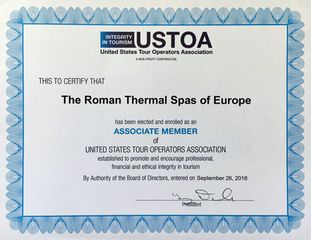 INTEGRITY
IN TOURISM
USTOA
United States Tour Operators Association
A NON-PROFIT CORPORATION
THIS TO CERTIFY THAT
The Roman Thermal Spas of Europe
has been elected and enrolled as an
ASSOCIATE MEMBER
of
UNITED STATES TOUR OPERATORS ASSOCIATION
established to promote and encourage professional,
financial and ethical integrity in tourism
By Authority of the Board of Directors, entered on September 26, 2016
President